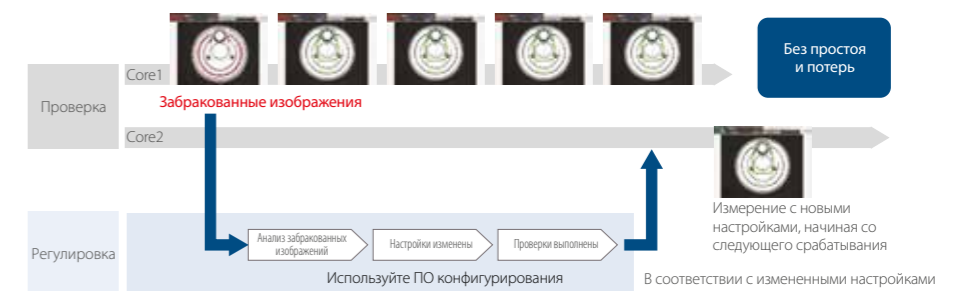 Без простоя
и потерь
Core1
Проверка
Забракованные изображения
Core2
Измерение с новыми
настройками, начиная со
следующего срабатывания
Регулировка
Анализ забракованных
изображений
Настройки изменены
Проверки выполнены
Используйте ПО конфигурирования
В соответствии с измененными настройками